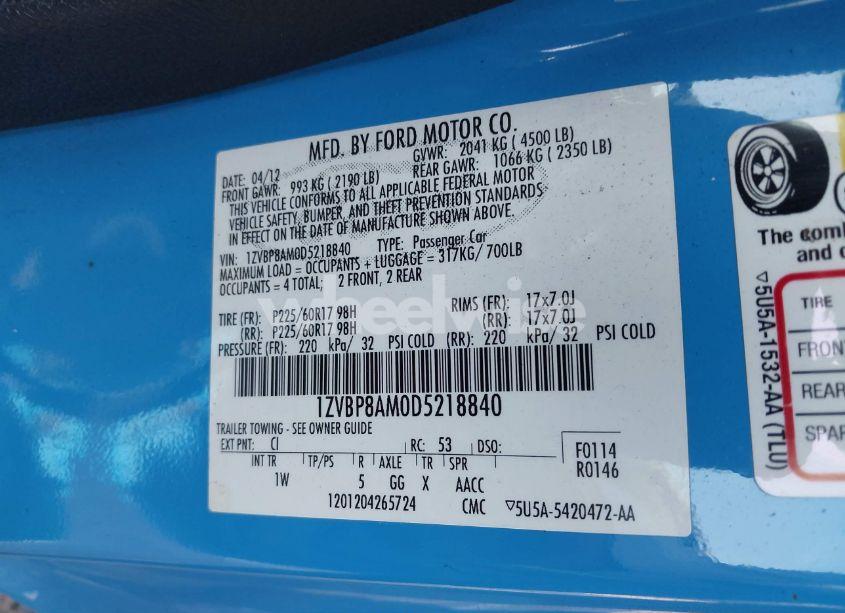 MFD. BY FORD MOTOR CO.
DATE: 04/12 GVWR: 2041 KG ( 4500 LB)
FRONT GAWR: 993 KG ( 2190 LB) REAR GAWR: 1066 KG ( 2350 LB)
THIS VEHICLE CONFORMS TO ALL APPLICABLE FEDERAL MOTOR
VEHICLE SAFETY, BUMPER, AND THEFT PREVENTION STANDARDS
IN EFFECT ON THE DATE OF MANUFACTURE SHOWN ABOVE.
VIN: 1ZVBP8AM0D5218840 TYPE: Passenger Car
MAXIMUM LOAD = OCCUPANTS + LUGGAGE = 317KG/ 700LB
OCCUPANTS = 4 TOTAL; 2 FRONT, 2 REAR
wheelwise
TIRE (FR): P225/60R17 98H RIMS (FR): 17x7.0J
(RR): P225/60R17 98H (RR): 17x7.0J
PRESSURE (FR): 220 kPa/ 32 PSI COLD (RR): 220 kPa/ 32 PSI COLD
1ZVBP8AM0D5218840
TRAILER TOWING - SEE OWNER GUIDE
EXT PNT: CI RC: 53 DSO: F0114
R0146
INT TR TP/PS R AXLE TR SPR
1W 5 GG X AACC
1201204265724 CMC ▽5U5A-5420472-AA
The comb
and c
▽5U5A-1532-AA (TLU)
TIRE
FRON
REAR
SPAR